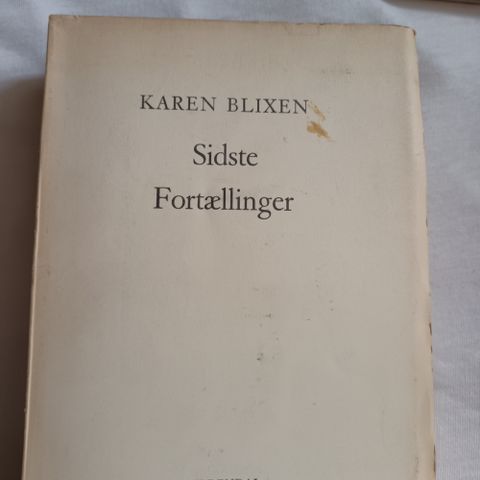 KAREN BLIXEN
Sidste
Fortællinger